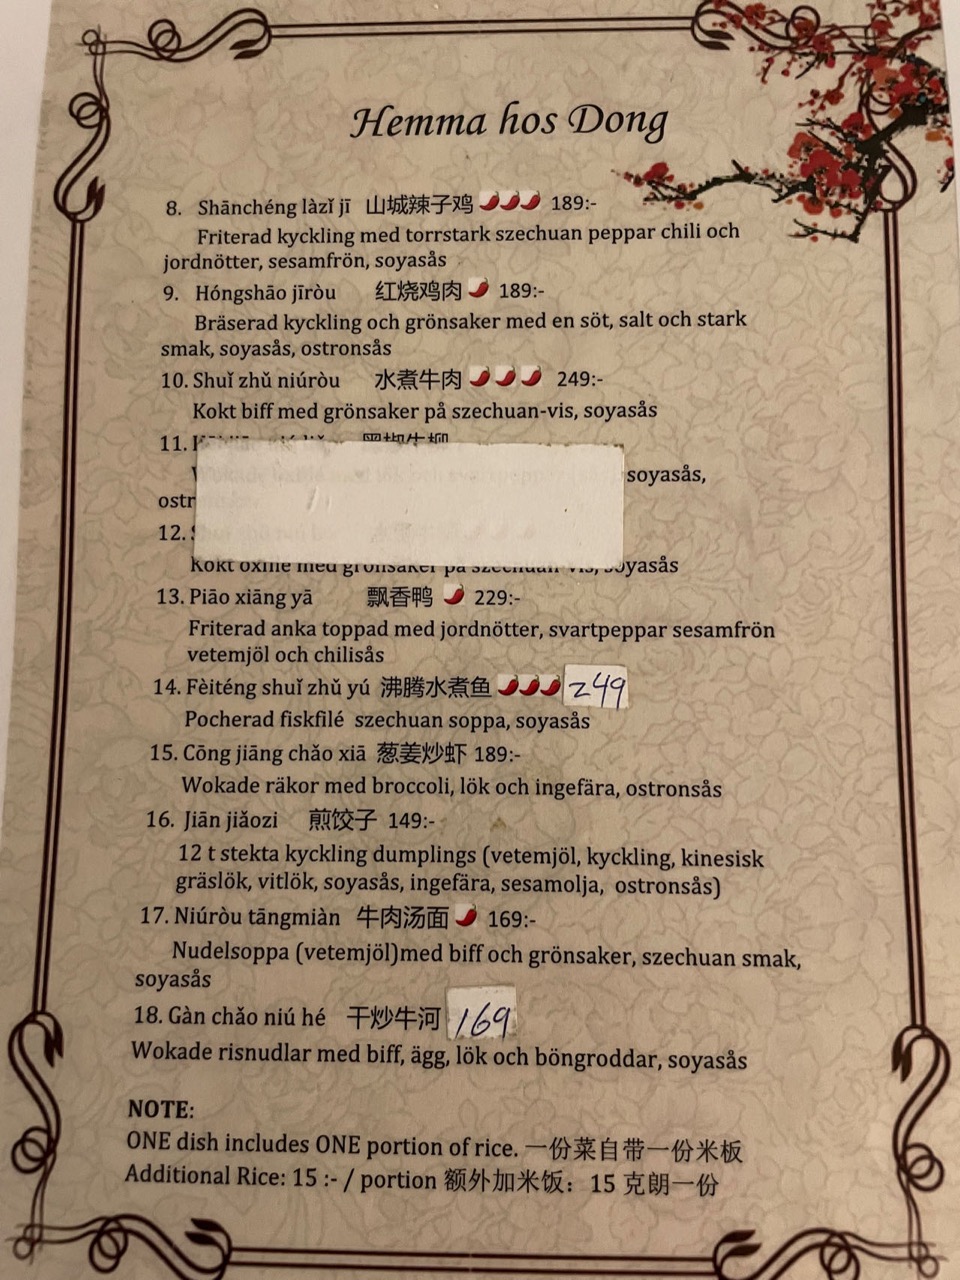 Hemma hos Dong
8. Shānchéng làzǐ jī 山城辣子鸡 189:-
Friterad kyckling med torrstark szechuan peppar chili och
jordnötter, sesamfrön, soyasås
9. Hóngshāo jīròu 红烧鸡肉 189:-
Bräserad kyckling och grönsaker med en söt, salt och stark
smak, soyasås, ostronsås
10. Shuǐ zhǔ niúròu 水煮牛肉 249:-
Kokt biff med grönsaker på szechuan-vis, soyasås
11. 黑椒牛柳
soyasås,
ostr
12.
Kokt oxfilé med grönsaker på szechuan-vis, soyasås
13. Piāo xiāng yā 飘香鸭 229:-
Friterad anka toppad med jordnötter, svartpeppar sesamfrön
vetemjöl och chilisås
14. Fèiténg shuǐ zhǔ yú 沸腾水煮鱼 249
Pocherad fiskfilé szechuan soppa, soyasås
15. Cōng jiāng chǎo xiā 葱姜炒虾 189:-
Wokade räkor med broccoli, lök och ingefära, ostronsås
16. Jiān jiǎozi 煎饺子 149:-
12 t stekta kyckling dumplings (vetemjöl, kyckling, kinesisk
gräslök, vitlök, soyasås, ingefära, sesamolja, ostronsås)
17. Niúròu tāngmiàn 牛肉汤面 169:-
Nudelsoppa (vetemjöl)med biff och grönsaker, szechuan smak,
soyasås
18. Gàn chǎo niú hé 干炒牛河 169
Wokade risnudlar med biff, ägg, lök och böngroddar, soyasås
NOTE:
ONE dish includes ONE portion of rice. 一份菜自带一份米板
Additional Rice: 15 :- / portion 额外加米饭：15 克朗一份